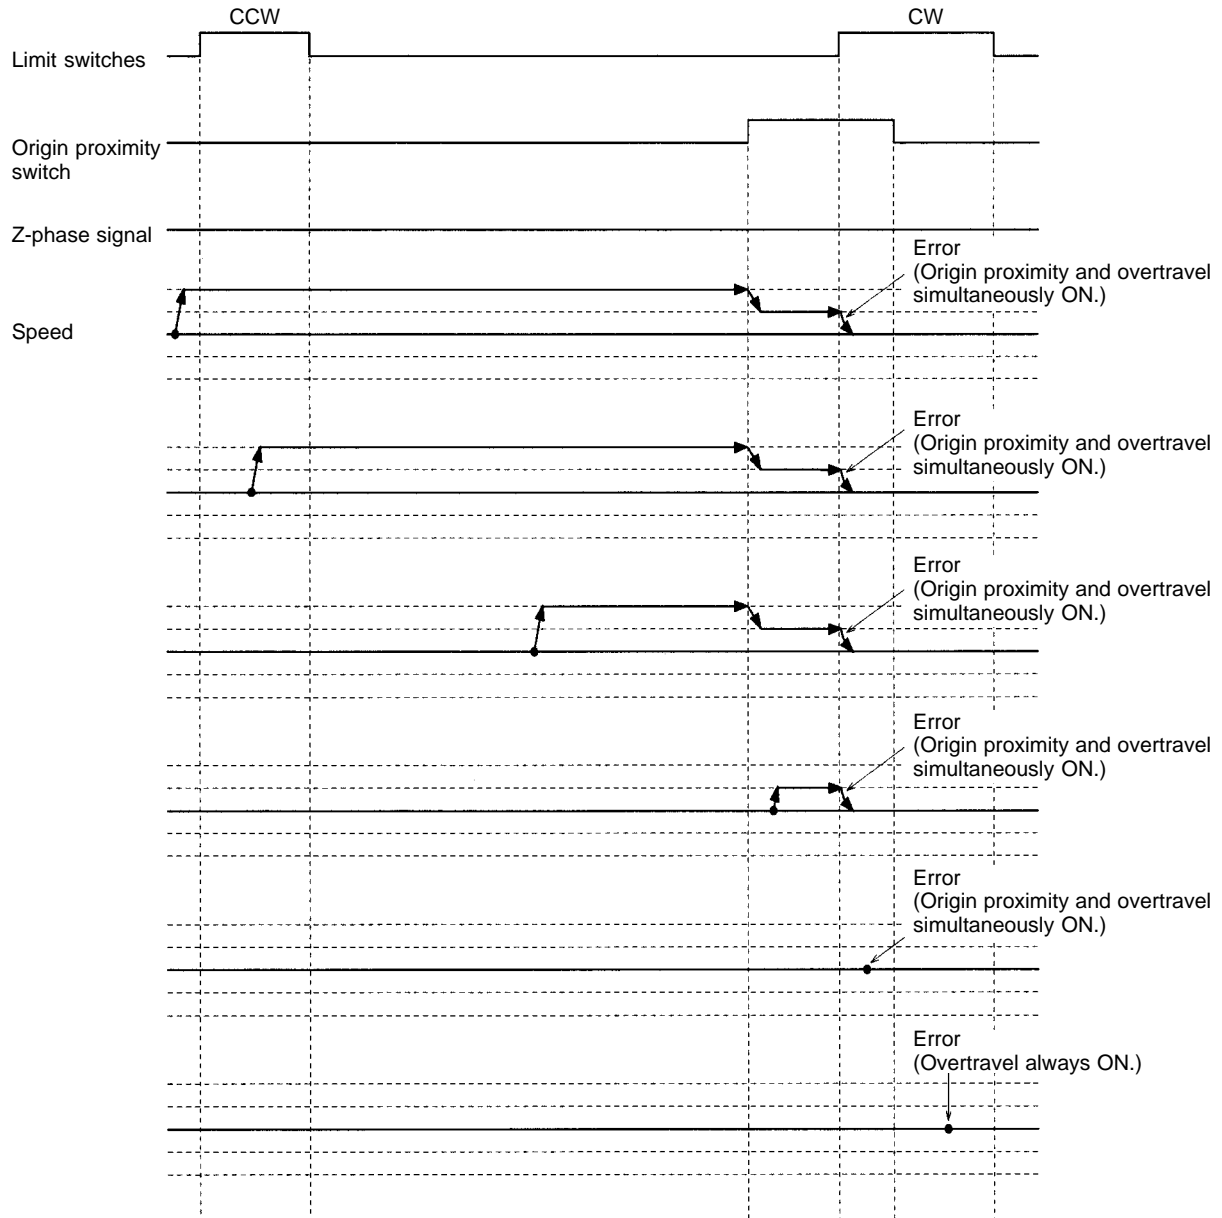 CCW
CW
Limit switches
Origin proximity
switch
Z-phase signal
Error
(Origin proximity and overtravel
simultaneously ON.)
Speed
Error
(Origin proximity and overtravel
simultaneously ON.)
Error
(Origin proximity and overtravel
simultaneously ON.)
Error
(Origin proximity and overtravel
simultaneously ON.)
Error
(Origin proximity and overtravel
simultaneously ON.)
Error
(Overtravel always ON.)